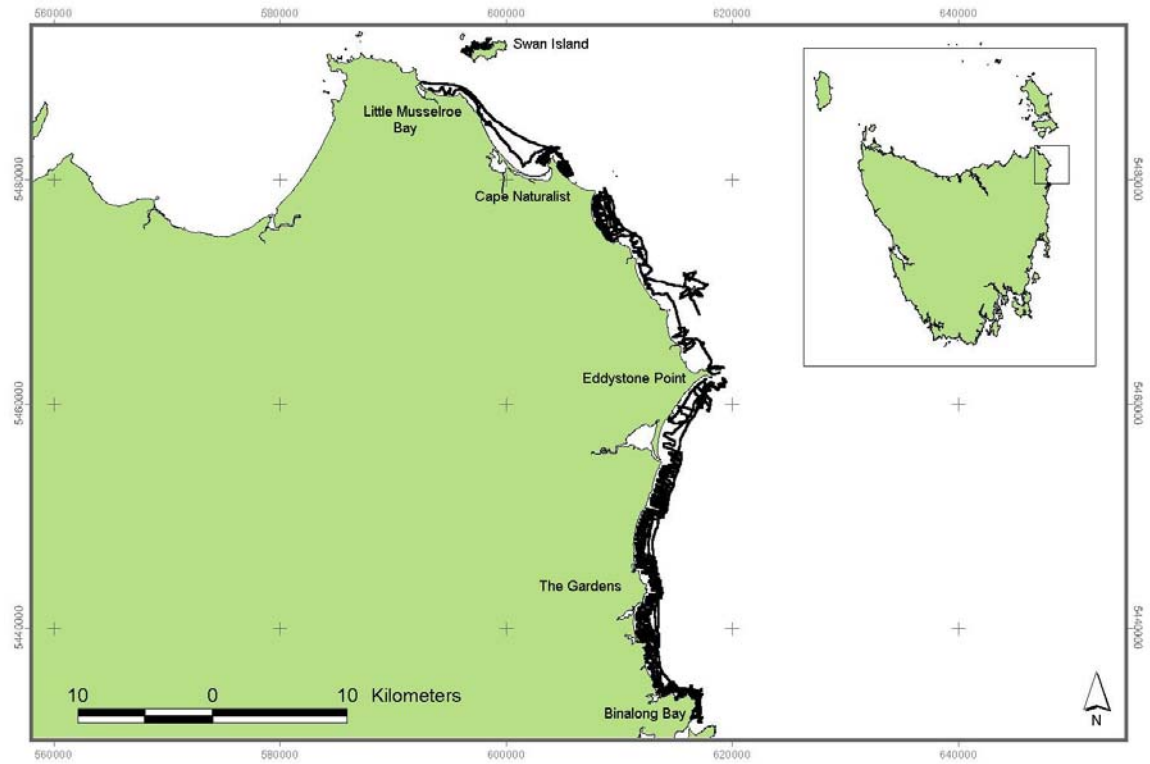 560000 580000 600000 620000 640000
Swan Island
Little Musselroe
Bay
5480000 5480000
Cape Naturalist
Eddystone Point
5460000 5460000
The Gardens
5440000 5440000
10 0 10 Kilometers
Binalong Bay
N
560000 580000 600000 620000 640000